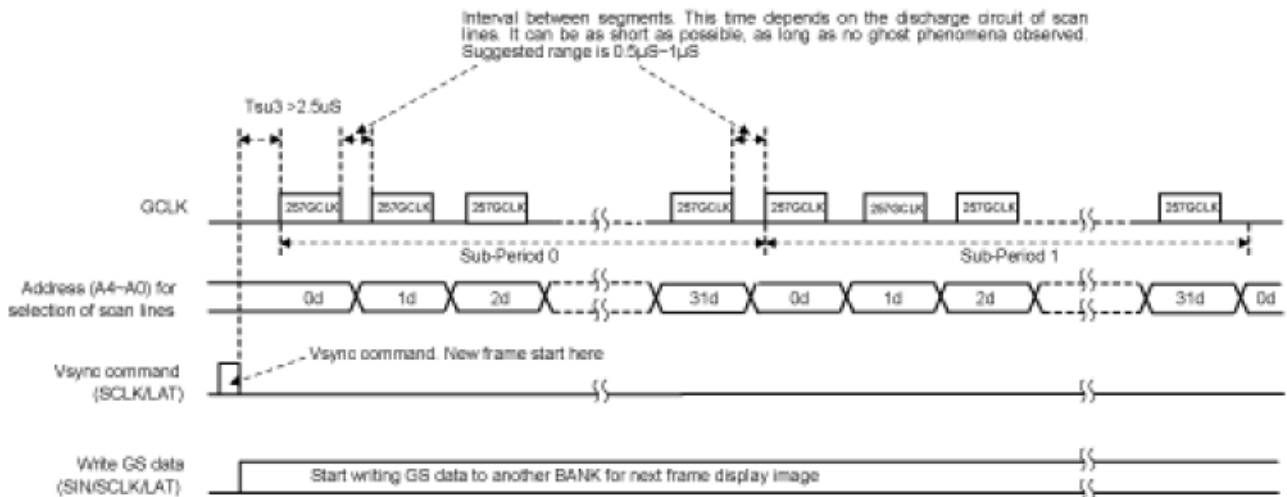 Interval between segments. This time depends on the discharge circuit of scan
lines. It can be as short as possible, as long as no ghost phenomena observed.
Suggested range is 0.5µS~1µS
Tsu3 >2.5uS
GCLK
257GCLK 257GCLK 257GCLK 257GCLK 257GCLK 257GCLK 257GCLK 257GCLK
Sub-Period 0 Sub-Period 1
Address (A4~A0) for
selection of scan lines
0d 1d 2d 31d 0d 1d 2d 31d 0d
Vsync command. New frame start here
Vsync command
(SCLK/LAT)
Write GS data
(SIN/SCLK/LAT)
Start writing GS data to another BANK for next frame display image